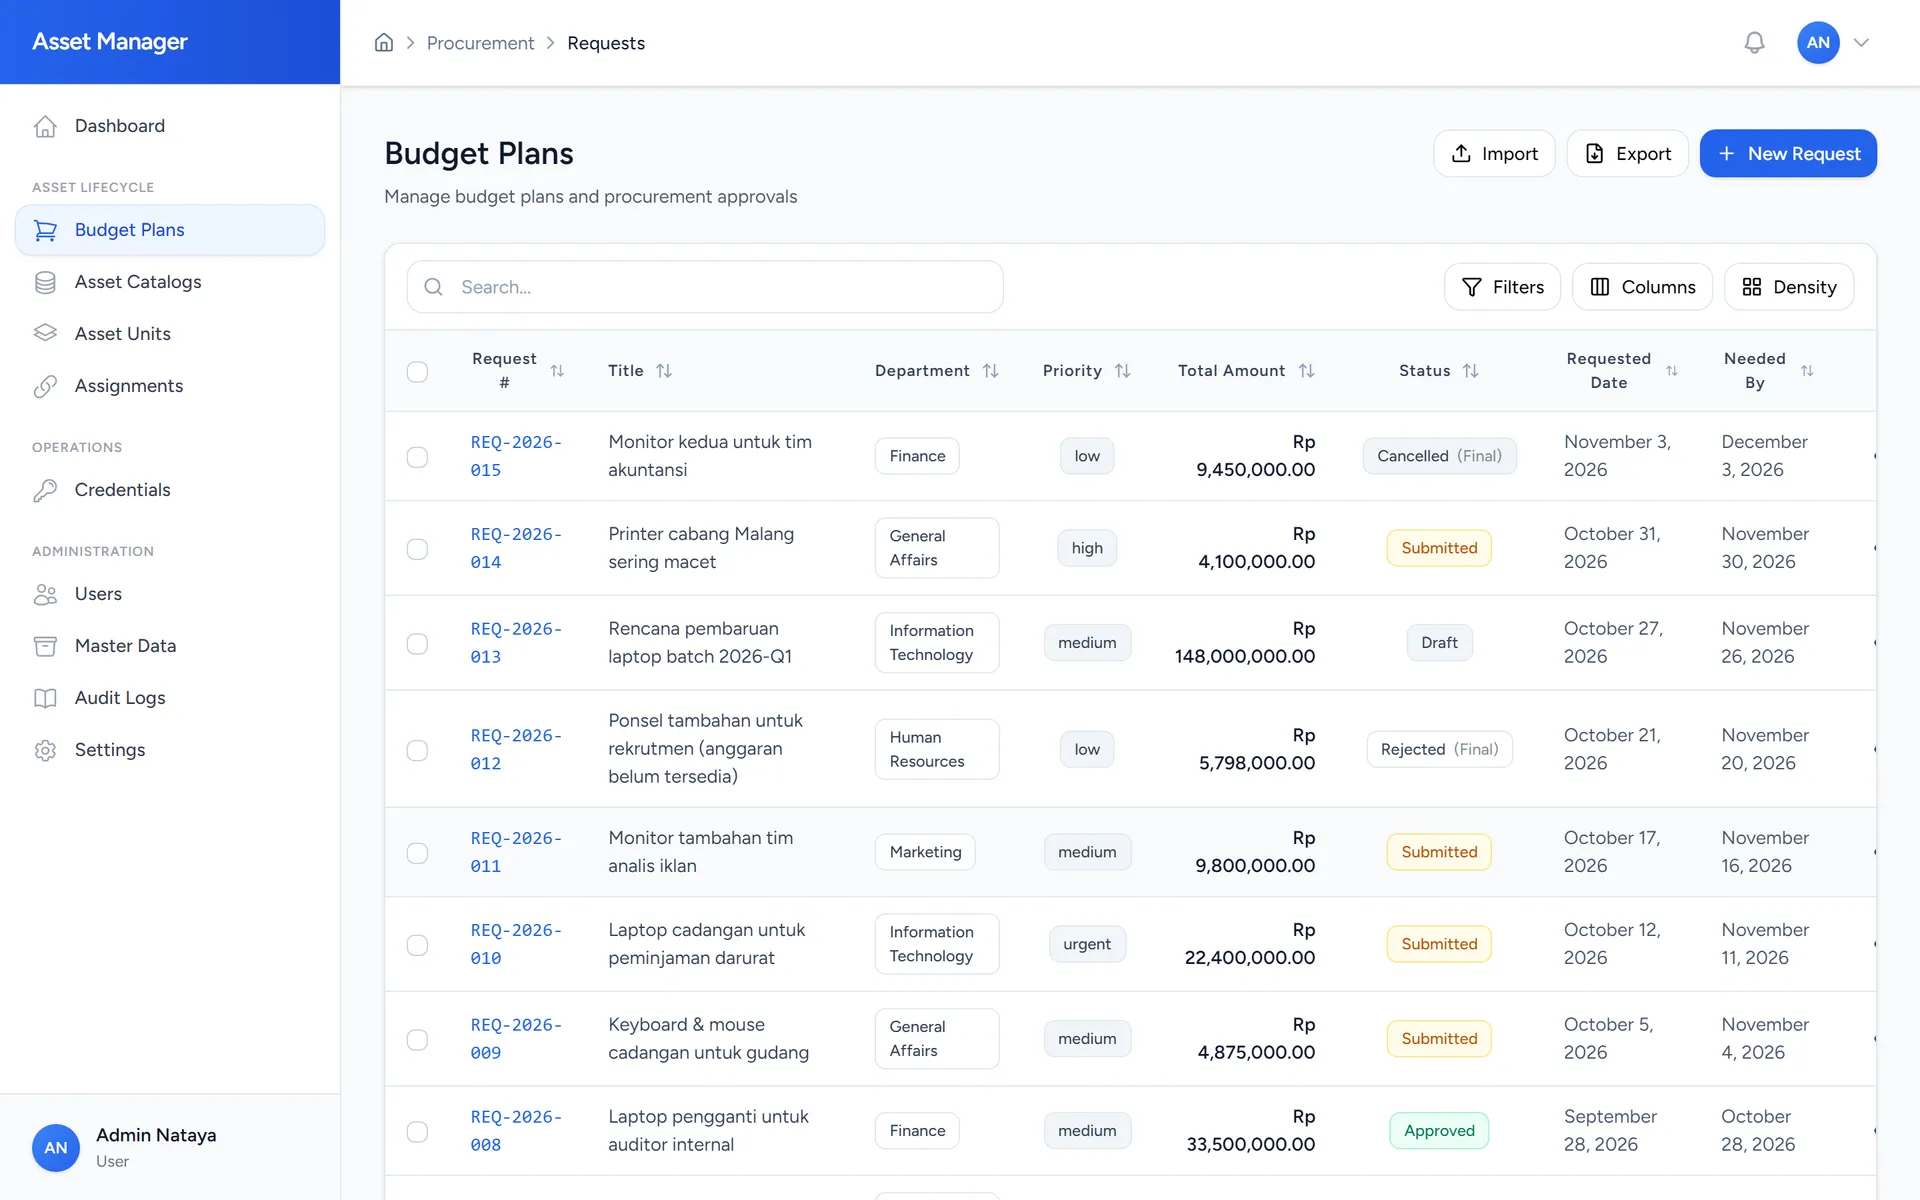 Asset Manager
Procurement
Requests
AN
Dashboard
ASSET LIFECYCLE
Budget Plans
Asset Catalogs
Asset Units
Assignments
OPERATIONS
Credentials
ADMINISTRATION
Users
Master Data
Audit Logs
Settings
AN
Admin Nataya
User
Budget Plans
Manage budget plans and procurement approvals
Import
Export
New Request
Search...
Filters
Columns
Density
Request
#
Title
Department
Priority
Total Amount
Status
Requested
Date
Needed
By
REQ-2026-
015
Monitor kedua untuk tim
akuntansi
Finance
low
Rp
9,450,000.00
Cancelled (Final)
November 3,
2026
December
3, 2026
REQ-2026-
014
Printer cabang Malang
sering macet
General
Affairs
high
Rp
4,100,000.00
Submitted
October 31,
2026
November
30, 2026
REQ-2026-
013
Rencana pembaruan
laptop batch 2026-Q1
Information
Technology
medium
Rp
148,000,000.00
Draft
October 27,
2026
November
26, 2026
REQ-2026-
012
Ponsel tambahan untuk
rekrutmen (anggaran
belum tersedia)
Human
Resources
low
Rp
5,798,000.00
Rejected (Final)
October 21,
2026
November
20, 2026
REQ-2026-
011
Monitor tambahan tim
analis iklan
Marketing
medium
Rp
9,800,000.00
Submitted
October 17,
2026
November
16, 2026
REQ-2026-
010
Laptop cadangan untuk
peminjaman darurat
Information
Technology
urgent
Rp
22,400,000.00
Submitted
October 12,
2026
November
11, 2026
REQ-2026-
009
Keyboard & mouse
cadangan untuk gudang
General
Affairs
medium
Rp
4,875,000.00
Submitted
October 5,
2026
November
4, 2026
REQ-2026-
008
Laptop pengganti untuk
auditor internal
Finance
medium
Rp
33,500,000.00
Approved
September
28, 2026
October
28, 2026